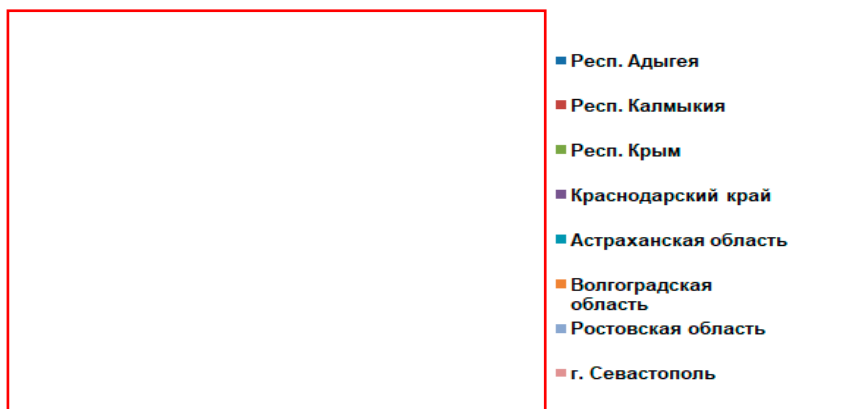 Респ. Адыгея
Респ. Калмыкия
Респ. Крым
Краснодарский край
Астраханская область
Волгоградская
область
Ростовская область
г. Севастополь